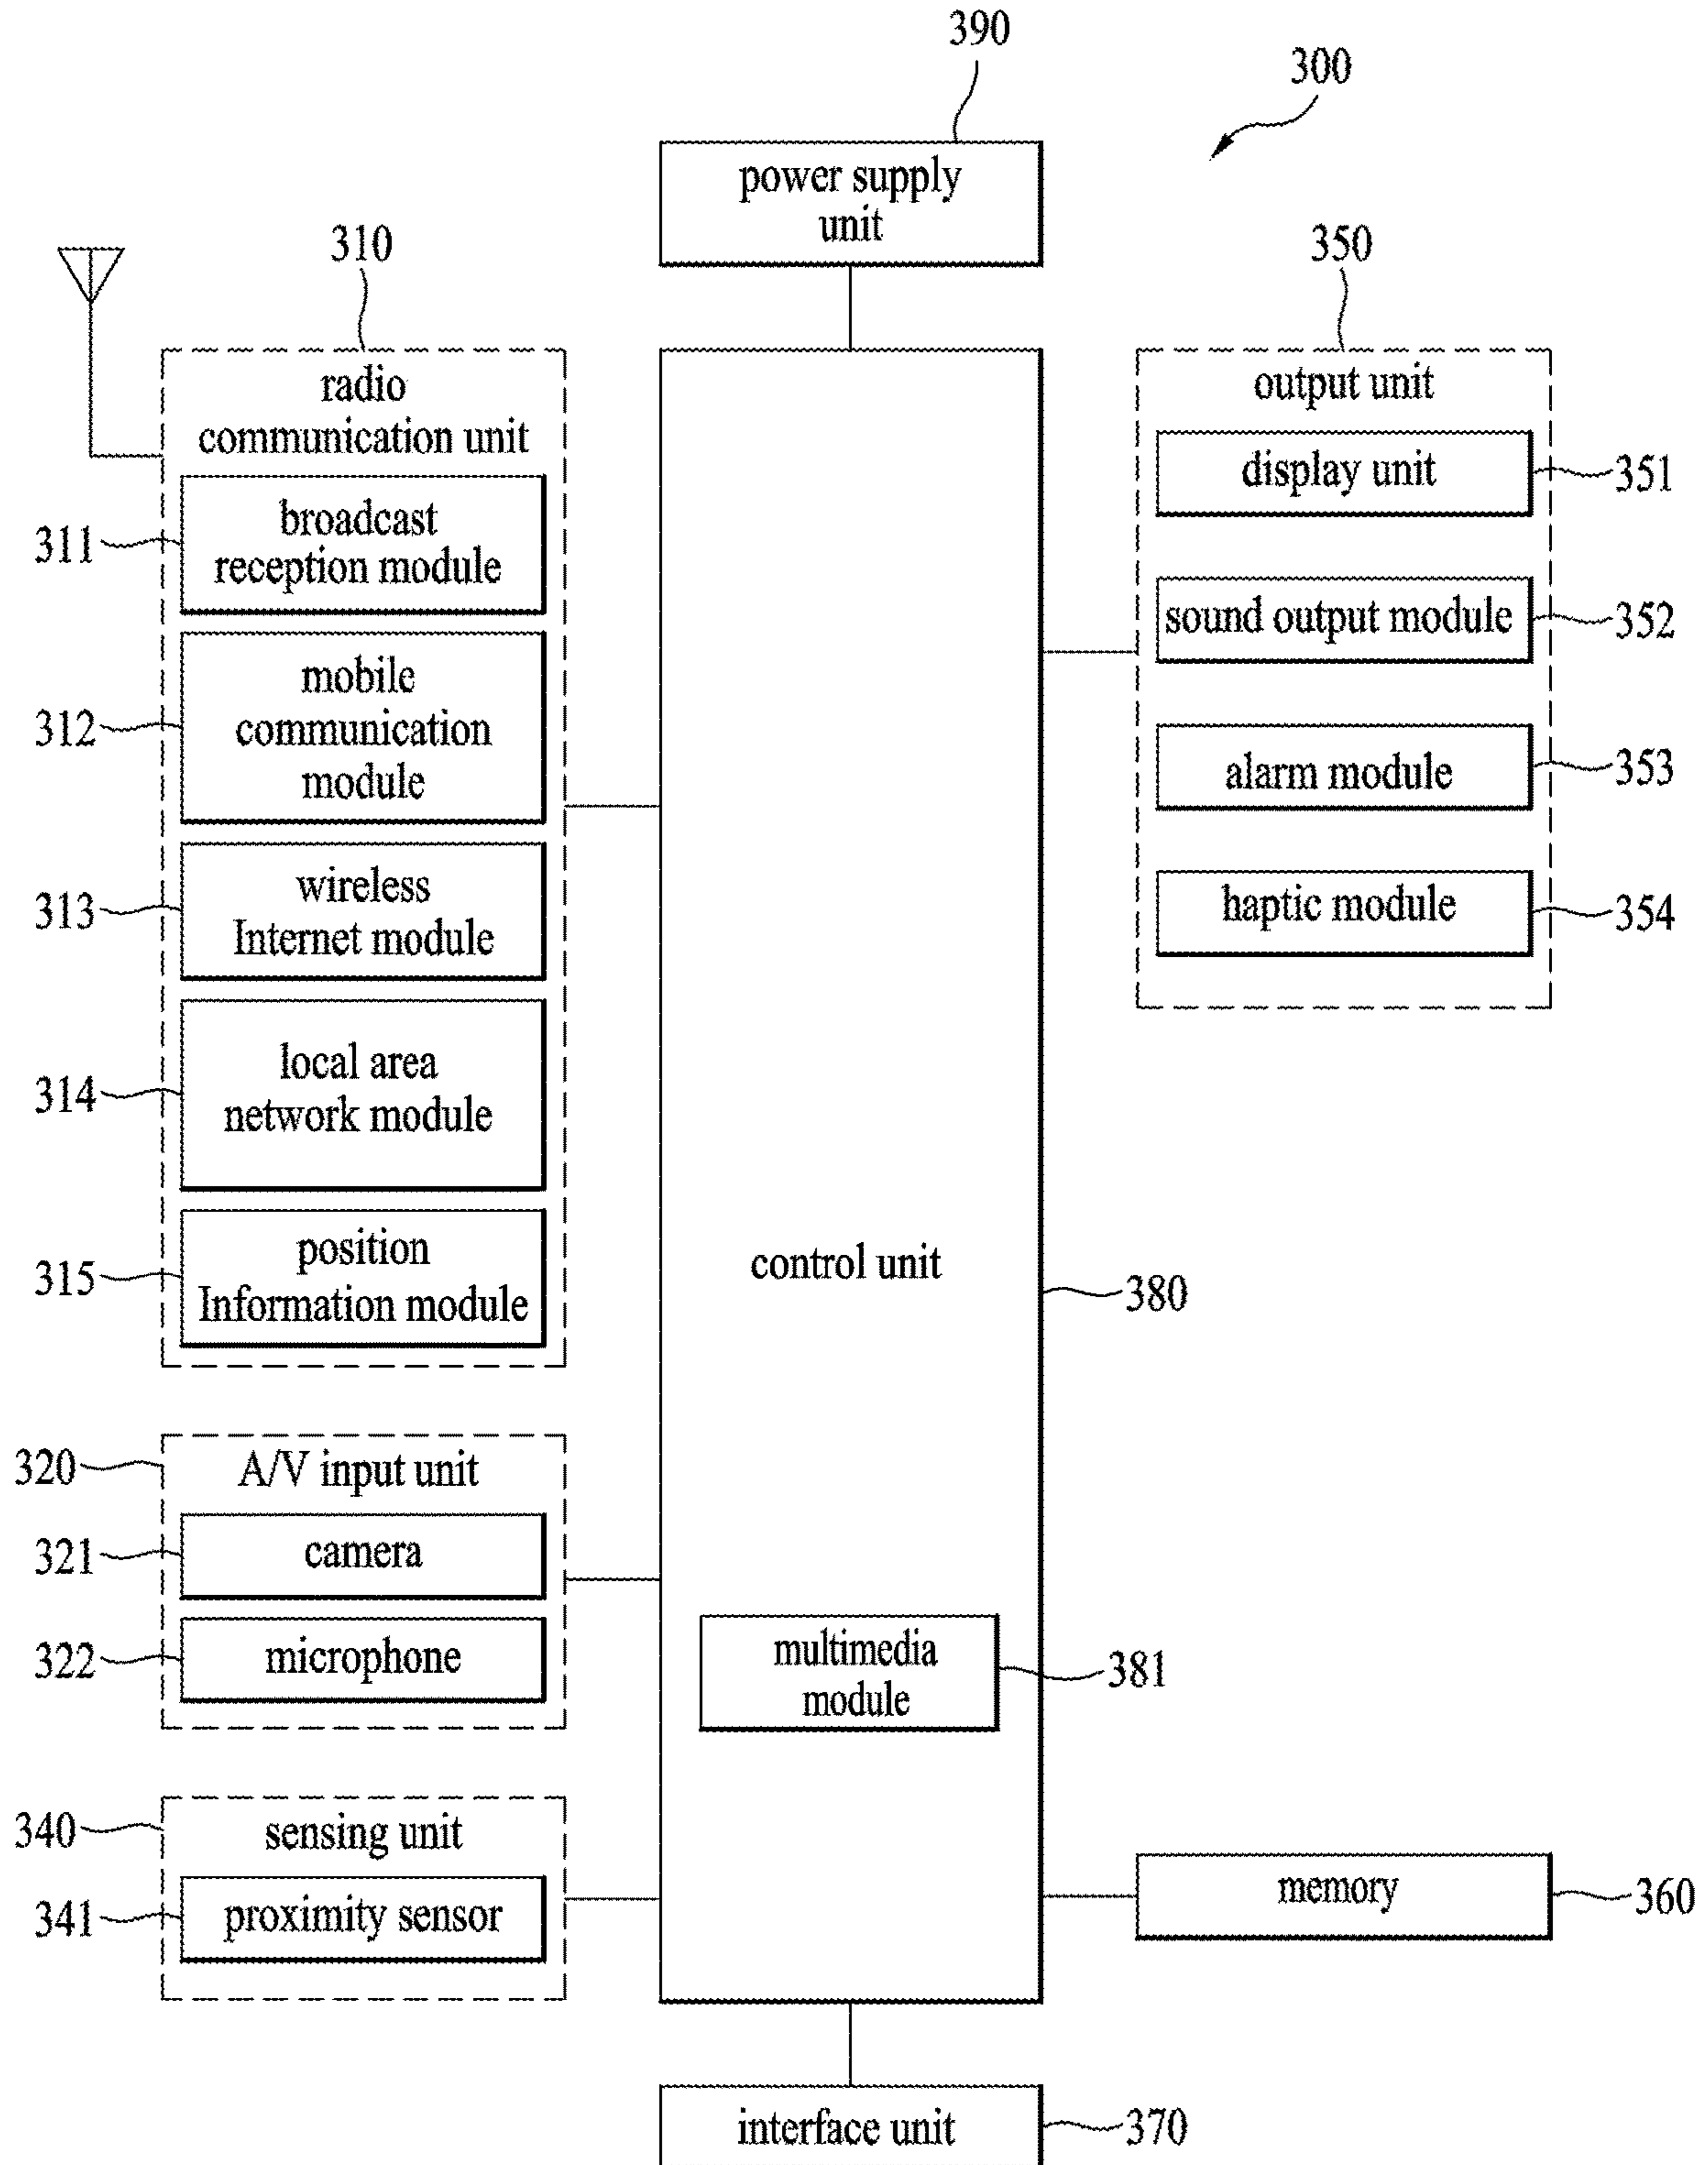 390
300
power supply
unit
310
350
radio
communication unit
output unit
display unit
351
311
broadcast
reception module
sound output module
352
312
mobile
communication
module
alarm module
353
313
wireless
Internet module
haptic module
354
314
local area
network module
315
position
Information module
control unit
380
320
A/V input unit
321
camera
322
microphone
multimedia
module
381
340
sensing unit
341
proximity sensor
memory
360
interface unit
370